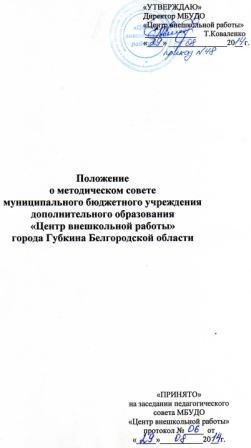 «УТВЕРЖДАЮ»
Директор МБУДО
«Центр внешкольной работы»
Т.Коваленко
« 29 » 08 2014г.
приказ №48
Положение
о методическом совете
муниципального бюджетного учреждения
дополнительного образования
«Центр внешкольной работы»
города Губкина Белгородской области
«ПРИНЯТО»
на заседании педагогического
совета МБУДО
«Центр внешкольной работы»
протокол № 06 от
« 29 » 08 2014г.